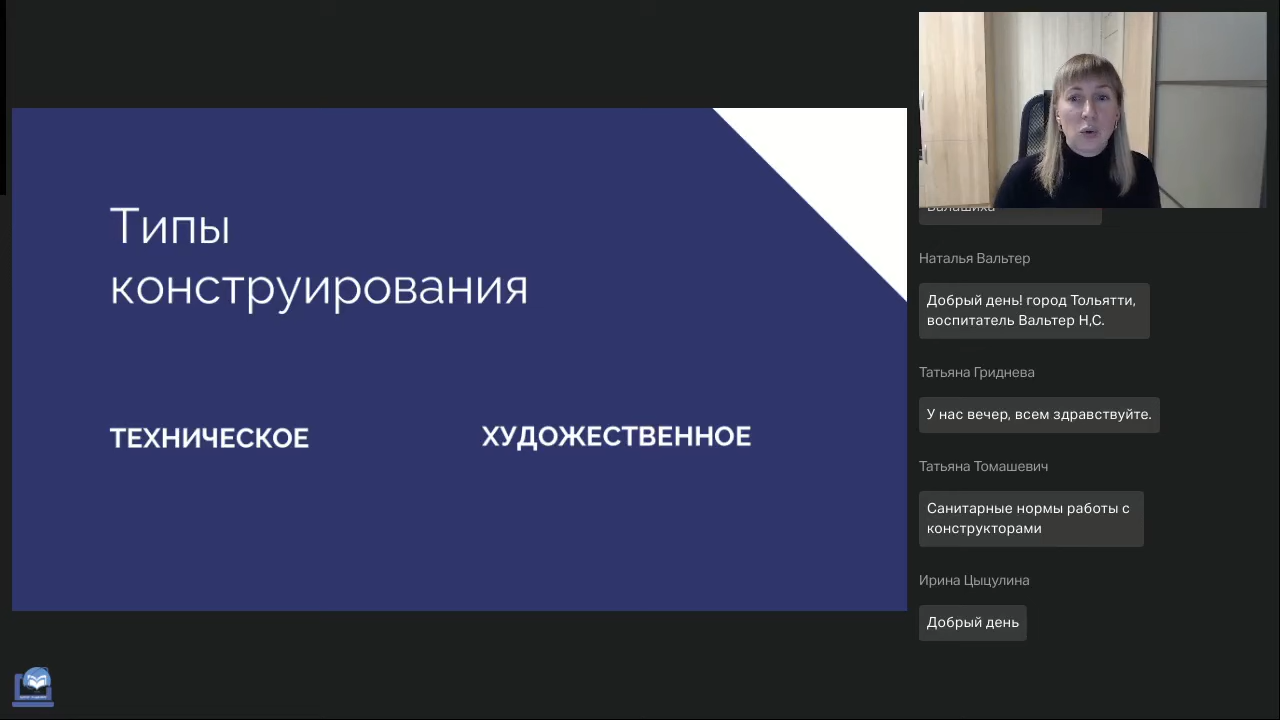 Типы
конструирования
ТЕХНИЧЕСКОЕ
ХУДОЖЕСТВЕННОЕ
Балашиха
Наталья Вальтер
Добрый день! город Тольятти,
воспитатель Вальтер Н,С.
Татьяна Гриднева
У нас вечер, всем здравствуйте.
Татьяна Томашевич
Санитарные нормы работы с
конструкторами
Ирина Цыцулина
Добрый день